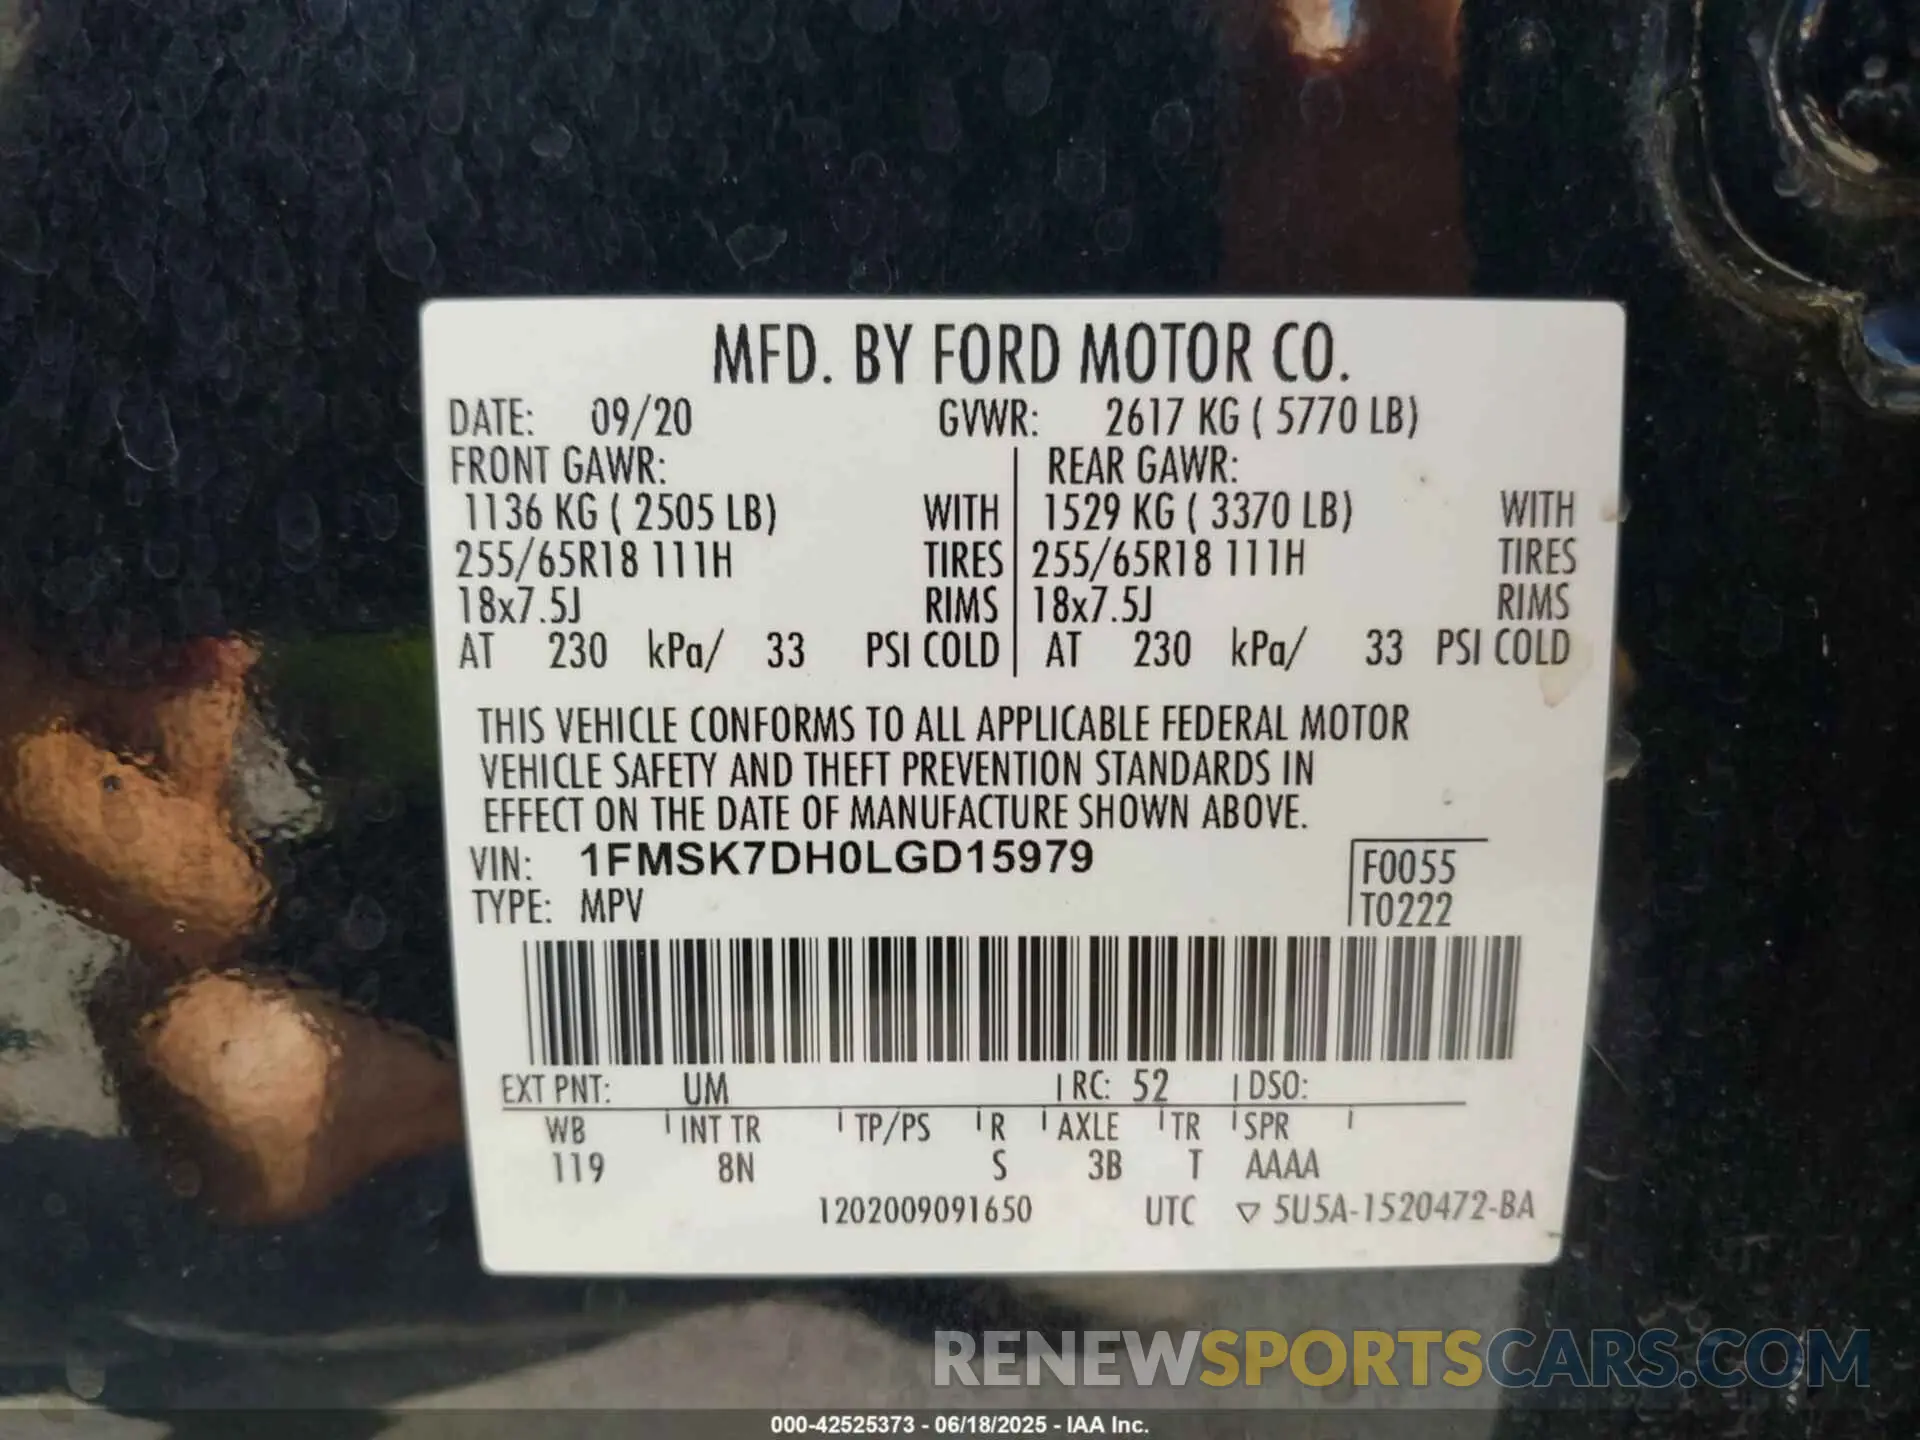 MFD. BY FORD MOTOR CO.
DATE: 09/20 GVWR: 2617 KG ( 5770 LB)
FRONT GAWR: REAR GAWR:
1136 KG ( 2505 LB) WITH 1529 KG ( 3370 LB) WITH
255/65R18 111H TIRES 255/65R18 111H TIRES
18x7.5J RIMS 18x7.5J RIMS
AT 230 kPa/ 33 PSI COLD AT 230 kPa/ 33 PSI COLD
THIS VEHICLE CONFORMS TO ALL APPLICABLE FEDERAL MOTOR
VEHICLE SAFETY AND THEFT PREVENTION STANDARDS IN
EFFECT ON THE DATE OF MANUFACTURE SHOWN ABOVE.
VIN: 1FMSK7DH0LGD15979 F0055
TYPE: MPV T0222
EXT PNT: UM RC: 52 DSO:
WB INT TR TP/PS R AXLE TR SPR
119 8N S 3B T AAAA
1202009091650 UTC ▽ 5U5A-1520472-BA
RENEWSPORTSCARS.COM
000-42525373 - 06/18/2025 - IAA Inc.